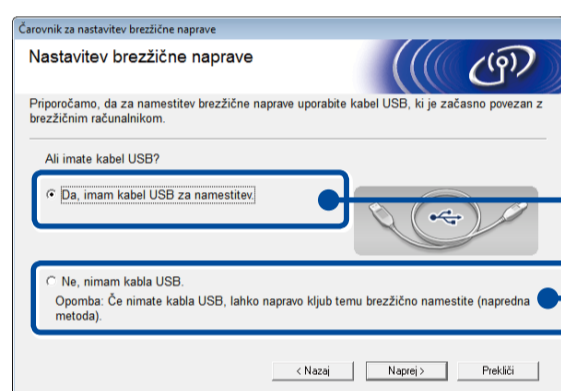 Čarovnik za nastavitev brezžične naprave
Nastavitev brezžične naprave
Priporočamo, da za namestitev brezžične naprave uporabite kabel USB, ki je začasno povezan z
brezžičnim računalnikom.
Ali imate kabel USB?
Da, imam kabel USB za namestitev.
Ne, nimam kabla USB.
Opomba: Če nimate kabla USB, lahko napravo kljub temu brezžično namestite (napredna
metoda).
< Nazaj
Naprej >
Prekliči